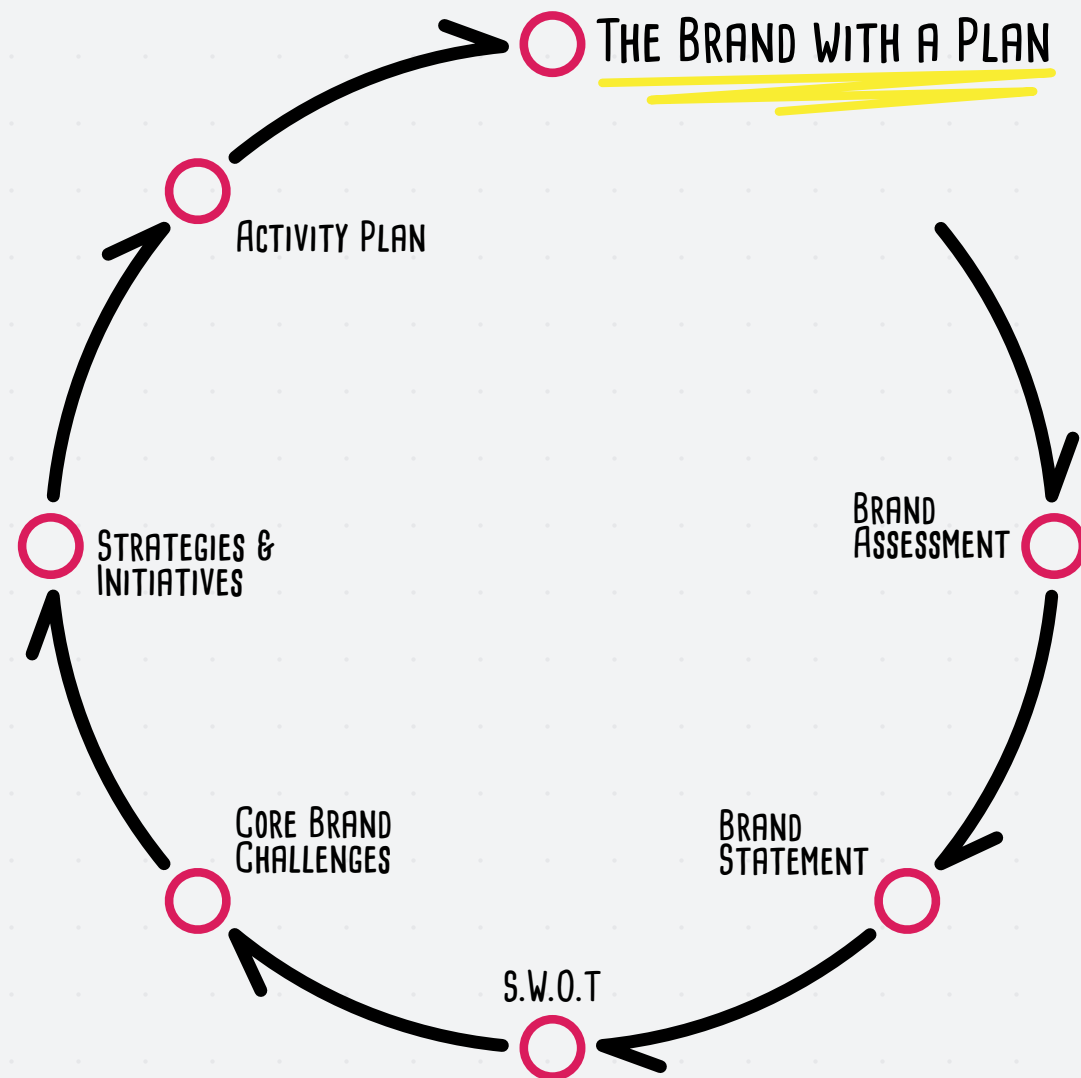 The Brand with a Plan
Activity Plan
Brand
Assessment
Strategies &
Initiatives
Core Brand
Challenges
Brand
Statement
S.W.O.T